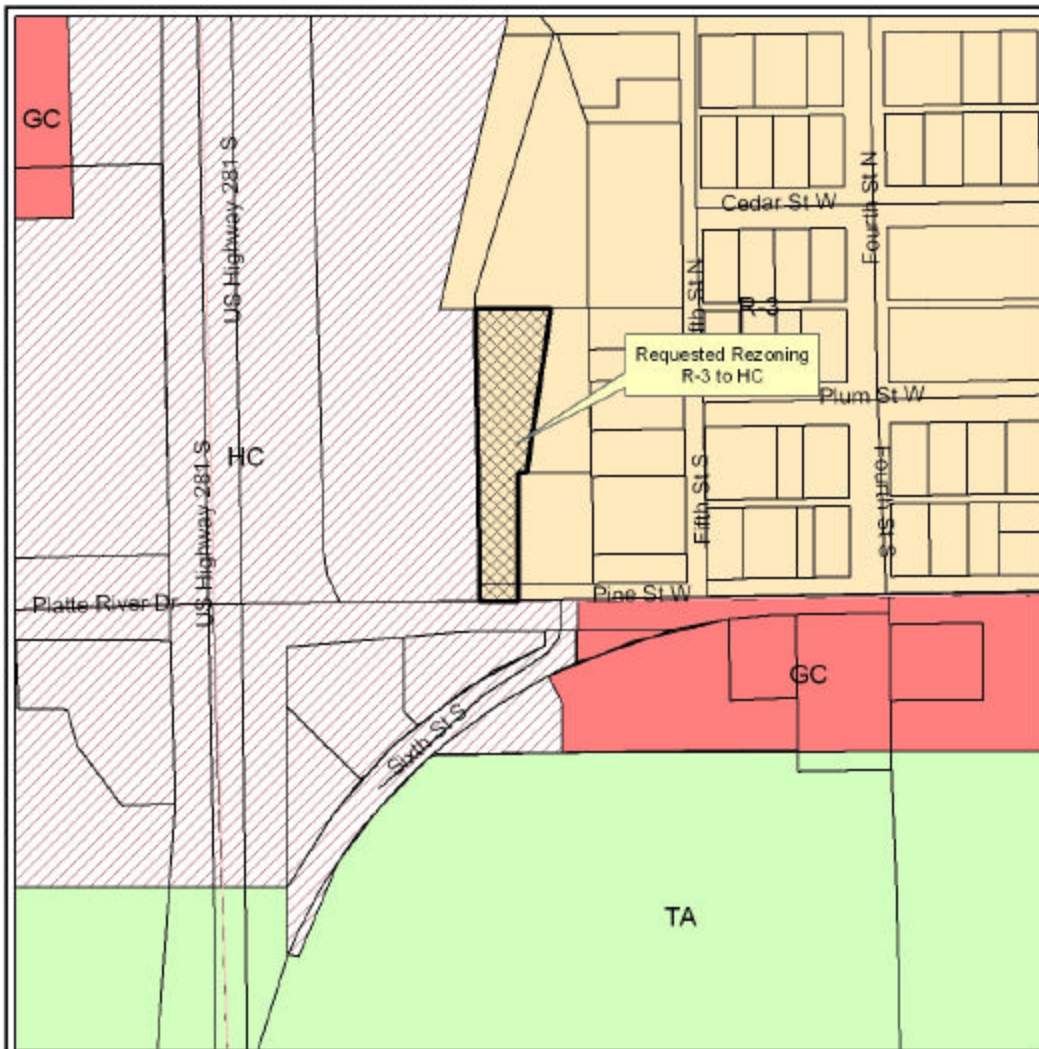 GC
US Highway 281 S
Cedar St W
Fourth St N
fth St N
R-3
Requested Rezoning
R-3 to HC
Plum St W
HC
US Highway 281 S
Fifth St S
Fourth St S
Platte River Dr
Pine St W
GC
Sixth St S
TA